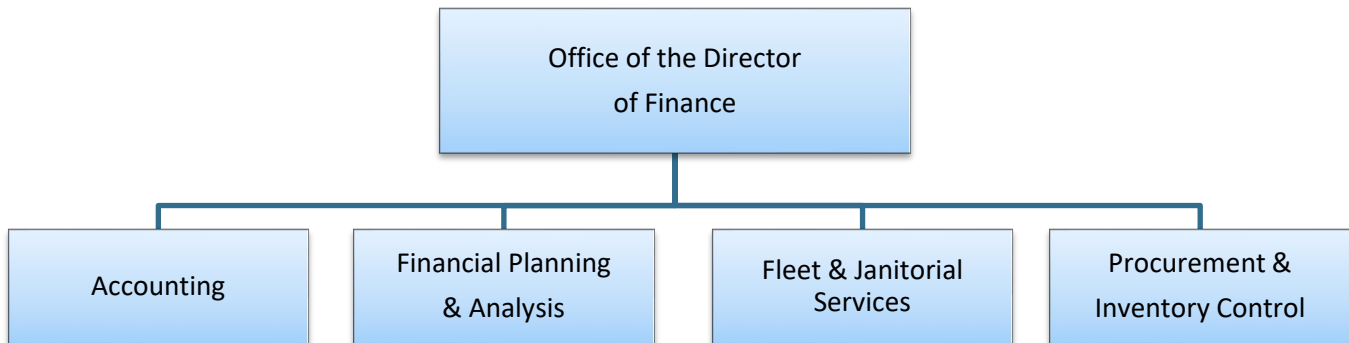 Office of the Director
of Finance
Accounting
Financial Planning
& Analysis
Fleet & Janitorial
Services
Procurement &
Inventory Control